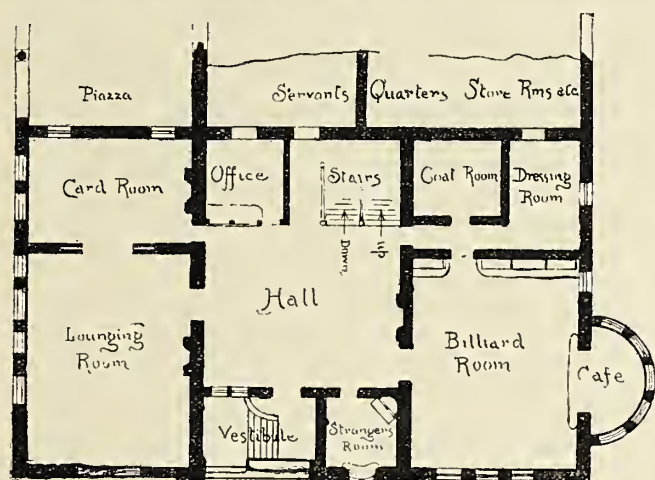 Piazza
Servants Quarters Store Rms etc
Card Room
Office
Stairs
Coat Room
Dressing
Room
Down
Up
Hall
Lounging
Room
Billiard
Room
Cafe
Vestibule
Strangers
Room